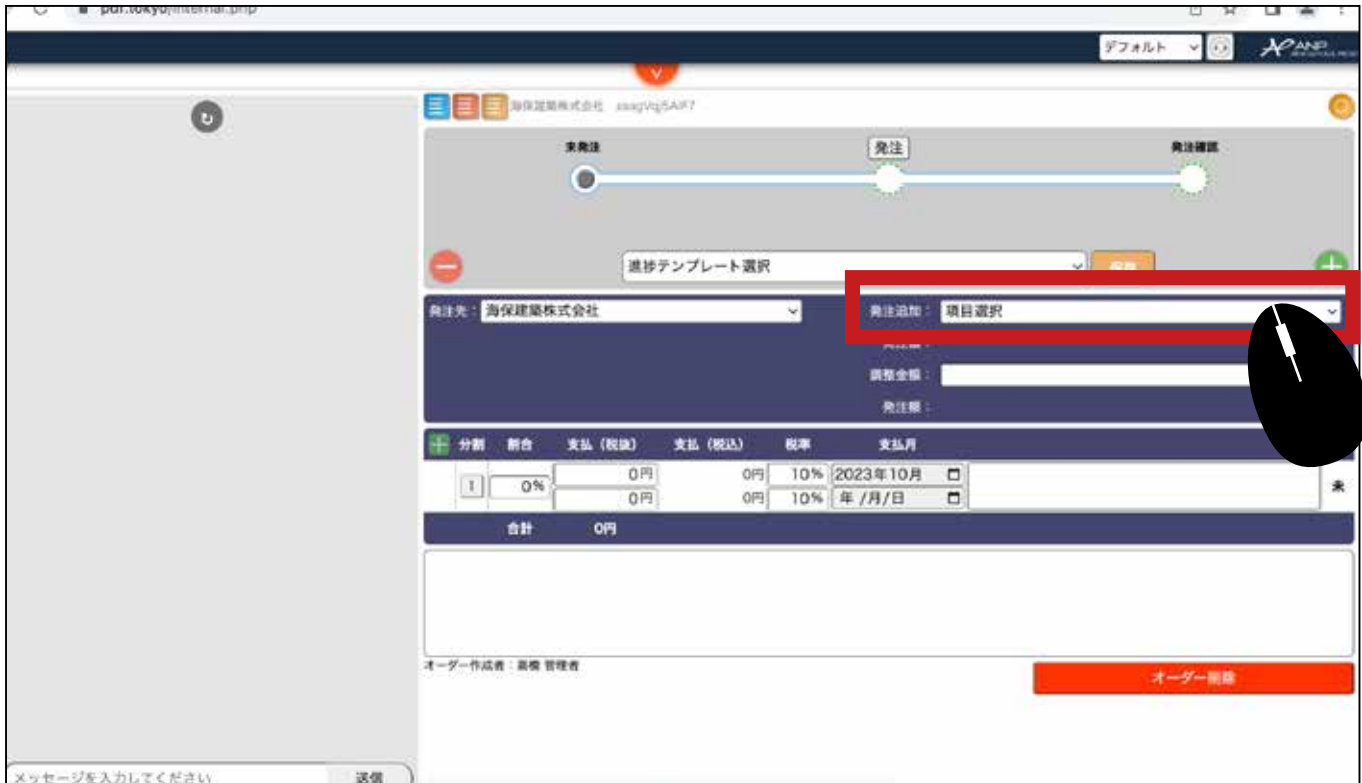 デフォルト
海保建築株式会社
未発注 発注 発注確認
進捗テンプレート選択
発注先： 海保建築株式会社 発注追加： 項目選択
調整金額：
発注額：
分割 割合 支払（税抜） 支払（税込） 税率 支払月
1 0% 0円 0円 10% 2023年10月 未
0円 0円 10% 年 /月/日
合計 0円
オーダー作成者：高橋 管理者
オーダー削除
メッセージを入力してください 送信